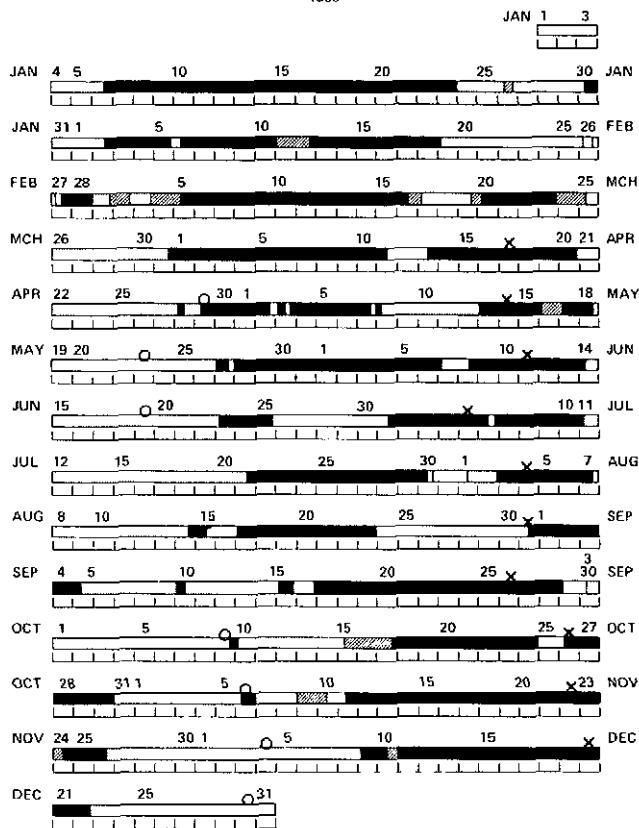 JAN 1 3
JAN 4 5 10 15 20 25 30 JAN
JAN 31 1 5 10 15 20 25 26 FEB
FEB 27 28 5 10 15 20 25 MCH
MCH 26 30 1 5 10 15 20 21 APR
APR 22 25 30 1 5 10 15 18 MAY
MAY 19 20 25 30 1 5 10 14 JUN
JUN 15 20 25 30 10 11 JUL
JUL 12 15 20 25 30 1 5 7 AUG
AUG 8 10 15 20 25 30 1 SEP
3
SEP 4 5 10 15 20 25 30 SEP
OCT 1 5 10 15 20 25 27 OCT
OCT 28 31 1 5 10 15 20 23 NOV
NOV 24 25 30 1 5 10 15 DEC
DEC 21 25 31